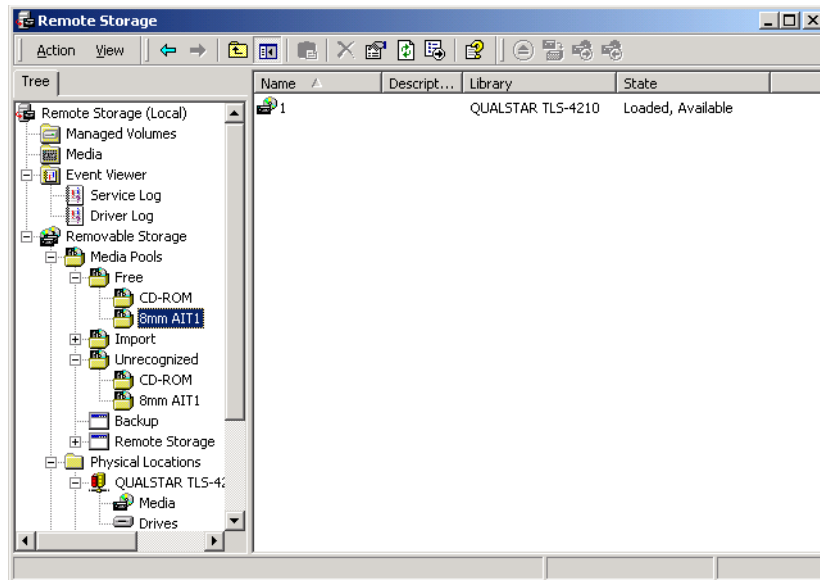 Remote Storage
Action View
Tree
Name Descript... Library State
Remote Storage (Local)
Managed Volumes
Media
Event Viewer
Service Log
Driver Log
Removable Storage
Media Pools
Free
CD-ROM
8mm AIT1
Import
Unrecognized
CD-ROM
8mm AIT1
Backup
Remote Storage
Physical Locations
QUALSTAR TLS-42
Media
Drives
1 QUALSTAR TLS-4210 Loaded, Available